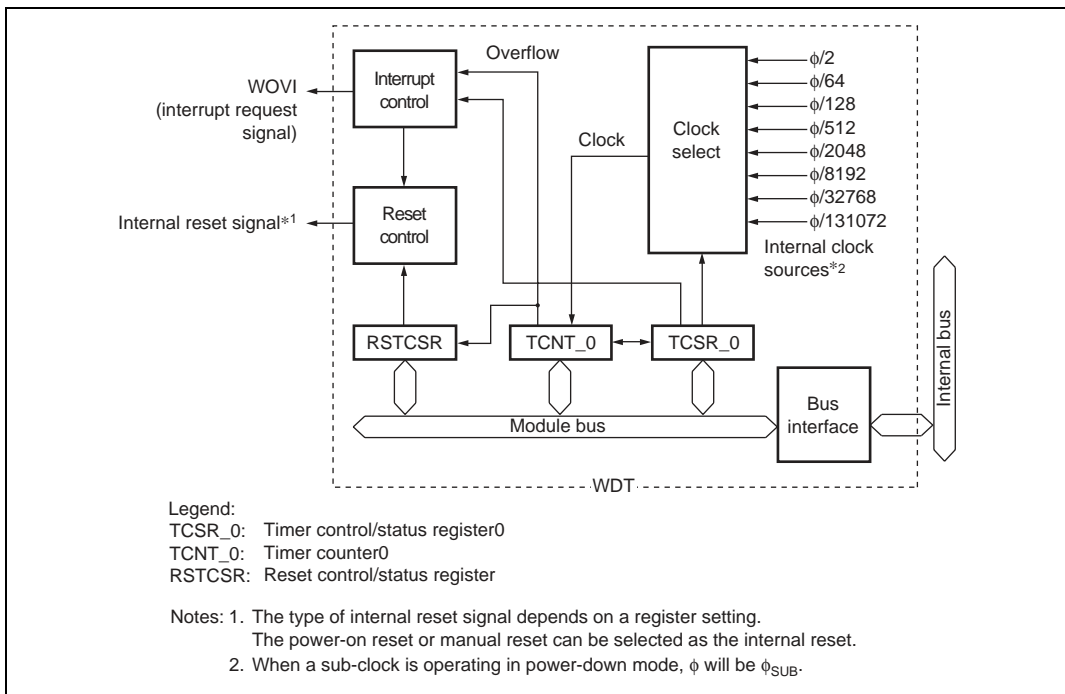 Overflow
Interrupt
control
WOVI
(interrupt request
signal)
Clock
Clock
select
ϕ/2
ϕ/64
ϕ/128
ϕ/512
ϕ/2048
ϕ/8192
ϕ/32768
ϕ/131072
Internal clock
sources*2
Reset
control
Internal reset signal*1
RSTCSR
TCNT_0
TCSR_0
Module bus
Bus
interface
Internal bus
WDT
Legend:
TCSR_0: Timer control/status register0
TCNT_0: Timer counter0
RSTCSR: Reset control/status register
Notes: 1. The type of internal reset signal depends on a register setting.
The power-on reset or manual reset can be selected as the internal reset.
2. When a sub-clock is operating in power-down mode, ϕ will be ϕSUB.